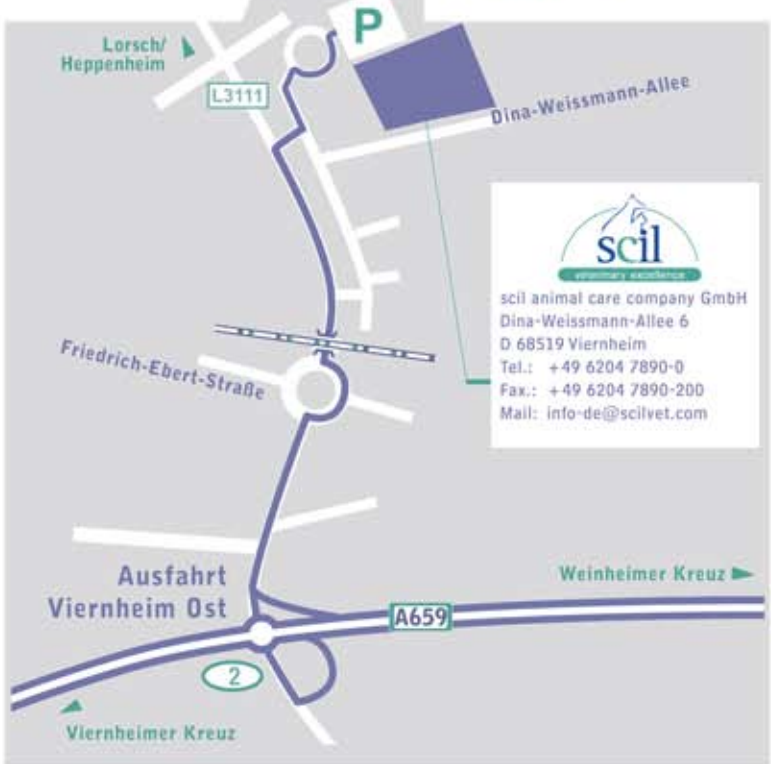 P
Lorsch/
Heppenheim
L3111
Dina-Weissmann-Allee
scil
veterinary excellence
scil animal care company GmbH
Dina-Weissmann-Allee 6
D 68519 Viernheim
Tel.: +49 6204 7890-0
Fax.: +49 6204 7890-200
Mail: info-de@scilvet.com
Friedrich-Ebert-Straße
Ausfahrt
Viernheim Ost
Weinheimer Kreuz
A659
2
Viernheimer Kreuz